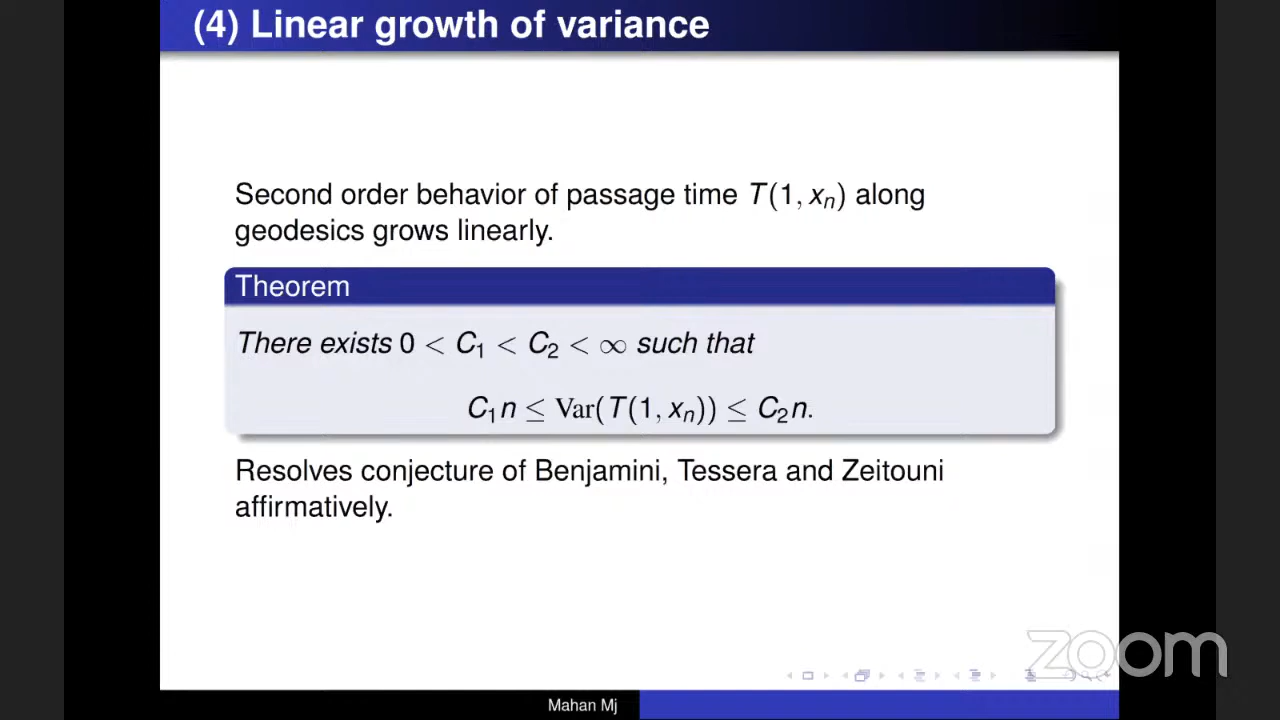 (4) Linear growth of variance
Second order behavior of passage time T(1, xₙ) along
geodesics grows linearly.
Theorem
There exists 0 < C₁ < C₂ < ∞ such that
C₁n ≤ Var(T(1, xₙ)) ≤ C₂n.
Resolves conjecture of Benjamini, Tessera and Zeitouni
affirmatively.
zoom
Mahan Mj